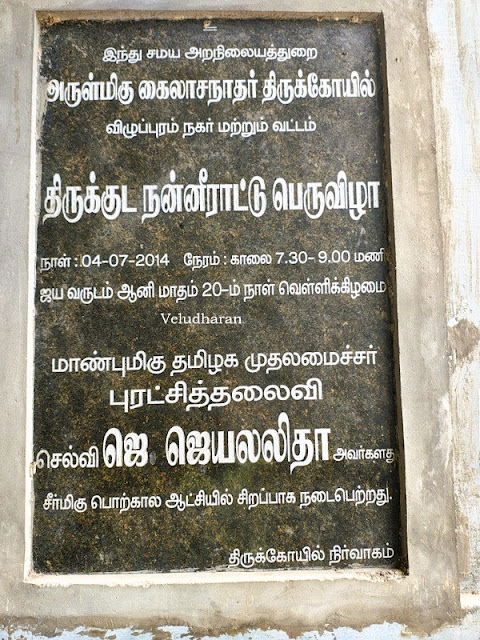 உ
இந்து சமய அறநிலையத்துறை
அருள்மிகு கைலாசநாதர் திருக்கோயில்
விழுப்புரம் நகர் மற்றும் வட்டம்
திருக்குட நன்னீராட்டு பெருவிழா
நாள் : 04-07-2014 நேரம் : காலை 7.30- 9.00 மணி
ஜய வருடம் ஆனி மாதம் 20-ம் நாள் வெள்ளிக்கிழமை
Veludharan
மாண்புமிகு தமிழக முதலமைச்சர்
புரட்சித்தலைவி
செல்வி ஜெ ஜெயலலிதா அவர்களது
சீர்மிகு பொற்கால ஆட்சியில் சிறப்பாக நடைபெற்றது.
திருக்கோயில் நிர்வாகம்